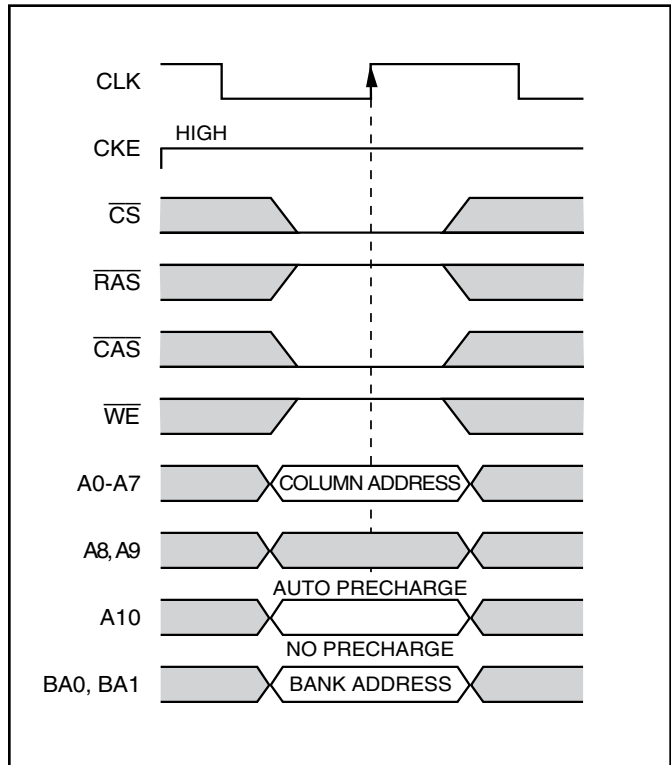 CLK
CKE HIGH
CS
RAS
CAS
WE
A0-A7 COLUMN ADDRESS
A8, A9
AUTO PRECHARGE
A10
NO PRECHARGE
BA0, BA1 BANK ADDRESS